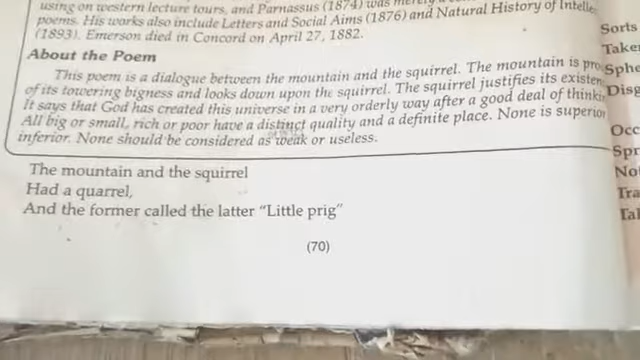 using on western lecture tours, and Parnassus (1874) was merely a
poems. His works also include Letters and Social Aims (1876) and Natural History of Intelle
(1893). Emerson died in Concord on April 27, 1882.
About the Poem
This poem is a dialogue between the mountain and the squirrel. The mountain is pro
of its towering bigness and looks down upon the squirrel. The squirrel justifies its existen
It says that God has created this universe in a very orderly way after a good deal of thinki
All big or small, rich or poor have a distinct quality and a definite place. None is superior
inferior. None should be considered as weak or useless.
The mountain and the squirrel
Had a quarrel,
And the former called the latter "Little prig"
(70)
Sorts
Taken
Sphe
Disg
Occ
Spr
No
Tra
Tal